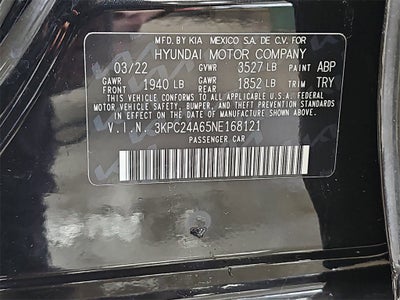 MFD.BY KIA MEXICO S.A. DE C.V. FOR
HYUNDAI MOTOR COMPANY
03/22 GVWR 3527 LB PAINT ABP
GAWR FRONT 1940 LB GAWR REAR 1852 LB TRIM TRY
THIS VEHICLE CONFORMS TO ALL APPLICABLE U.S. FEDERAL
MOTOR VEHICLE SAFETY, BUMPER, AND THEFT PREVENTION STANDARDS
IN EFFECT ON THE DATE OF MANUFACTURE SHOWN ABOVE.
V.I.N. 3KPC24A65NE168121
PASSENGER CAR